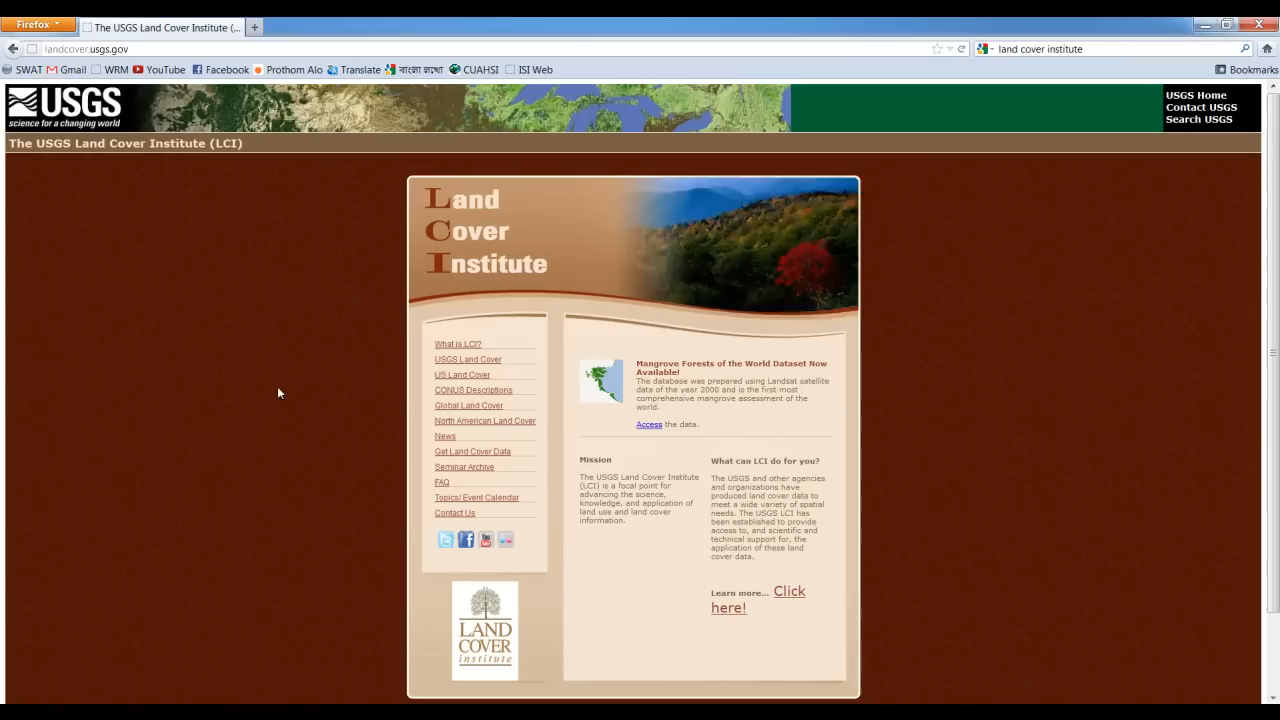 Firefox
The USGS Land Cover Institute (...
landcover.usgs.gov
land cover institute
SWAT Gmail WRM YouTube Facebook Prothom Alo Translate CUAHSI ISI Web Bookmarks
USGS
science for a changing world
USGS Home
Contact USGS
Search USGS
The USGS Land Cover Institute (LCI)
Land
Cover
Institute
What is LCI?
USGS Land Cover
US Land Cover
CONUS Descriptions
Global Land Cover
North American Land Cover
News
Get Land Cover Data
Seminar Archive
FAQ
Topics/ Event Calendar
Contact Us
You
LAND
COVER
institute
Mangrove Forests of the World Dataset Now
Available!
The database was prepared using Landsat satellite
data of the year 2000 and is the first most
comprehensive mangrove assessment of the
world.
Access the data.
Mission
The USGS Land Cover Institute
(LCI) is a focal point for
advancing the science,
knowledge, and application of
land use and land cover
information.
What can LCI do for you?
The USGS and other agencies
and organizations have
produced land cover data to
meet a wide variety of spatial
needs. The USGS LCI has
been established to provide
access to, and scientific and
technical support for, the
application of these land
cover data.
Learn more... Click
here!